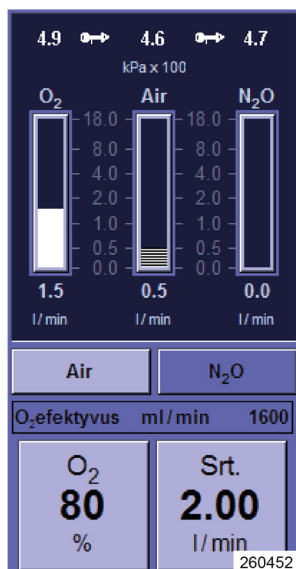 4.9 4.6 4.7
kPa x 100
O₂ Air N₂O
18.0 18.0
8.0 8.0
4.0 4.0
2.0 2.0
1.0 1.0
0.5 0.5
0.0 0.0
1.5 0.5 0.0
l/min l/min l/min
Air N₂O
O₂efektyvus ml/min 1600
O₂ Srt.
80 2.00
% l/min
260452